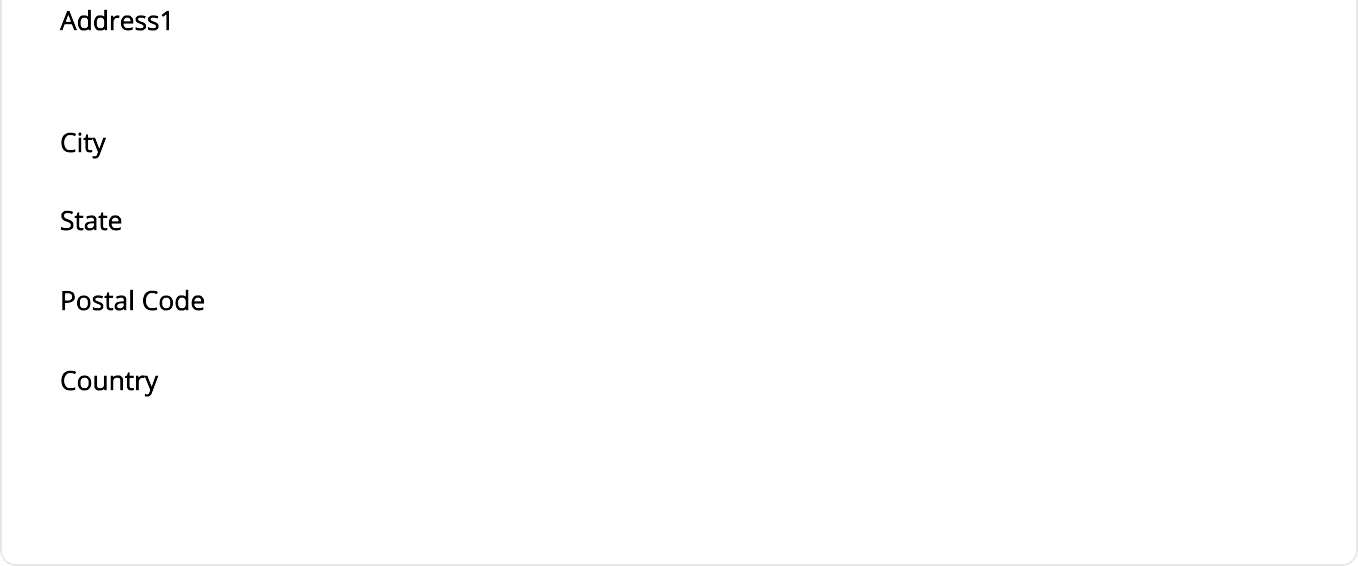 Address1
City
State
Postal Code
Country